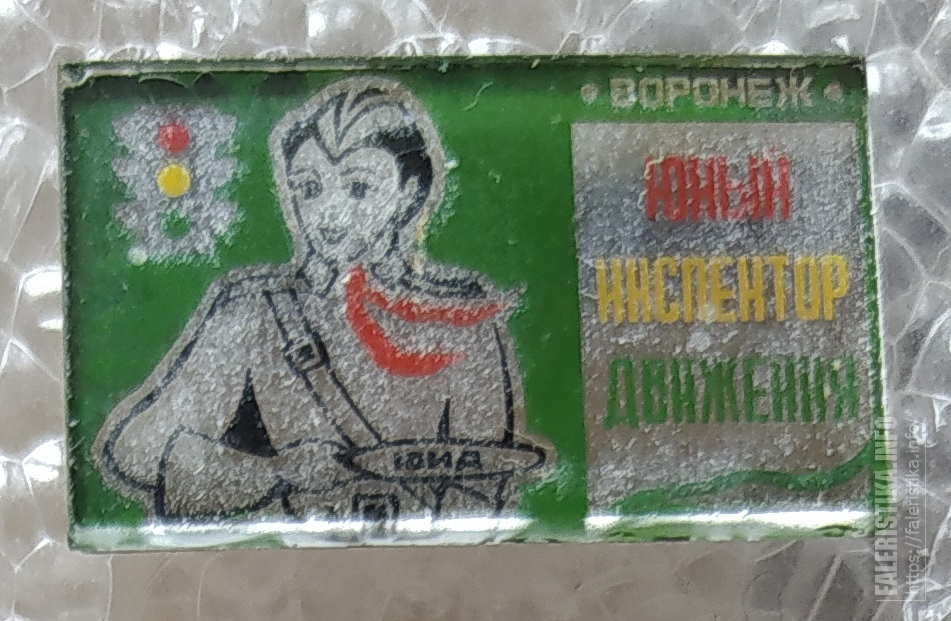 • ВОРОНЕЖ •
ЮНЫЙ
ИНСПЕКТОР
ДВИЖЕНИЯ
ЮИД
FALERISTIKA.INFO
https://faleristika.info